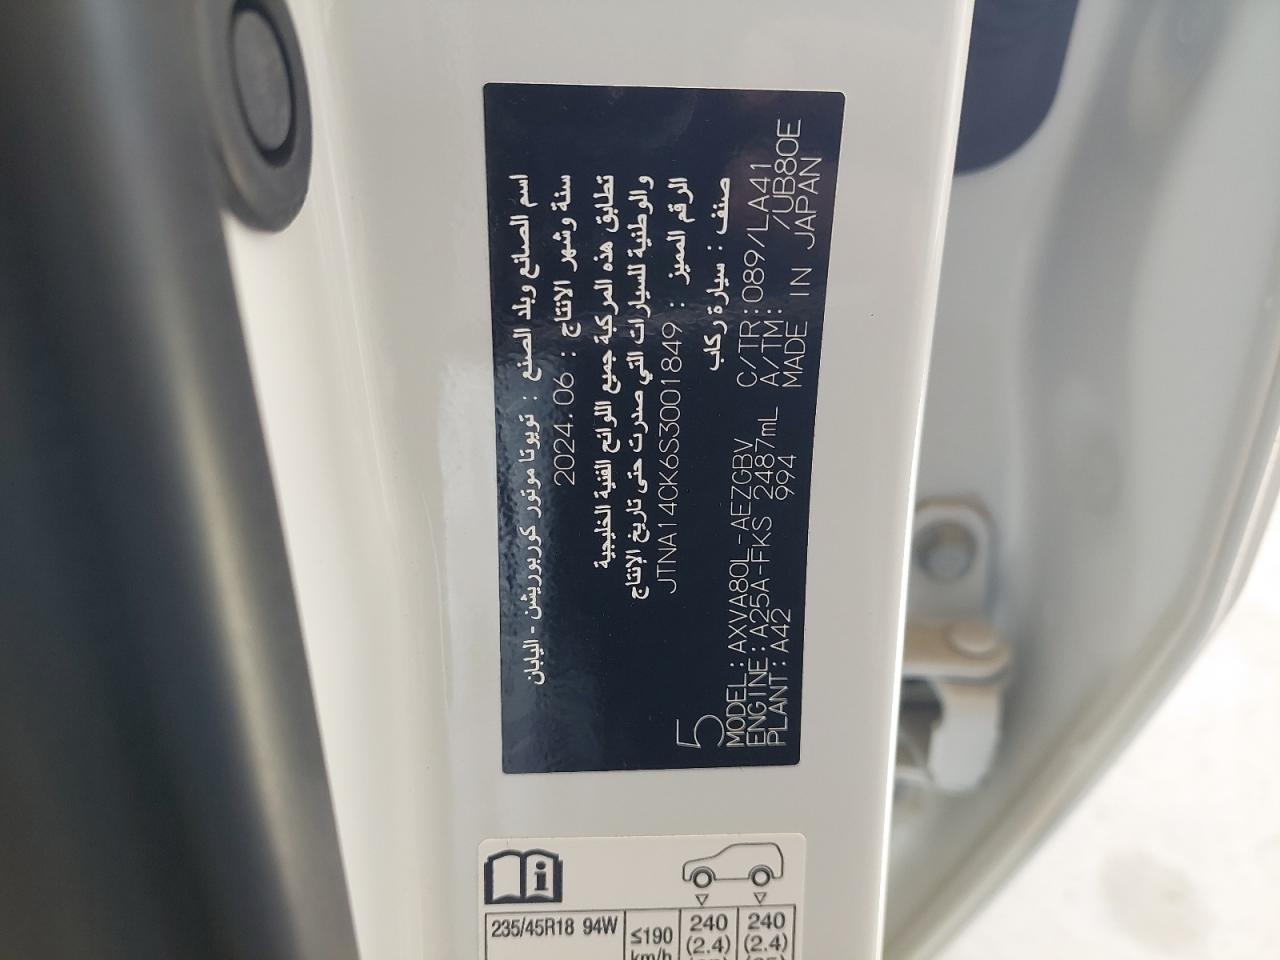 اسم الصانع وبلد الصنع : تويوتا موتور كوربوريشن - اليابان
سنة وشهر الانتاج : 2024.06
تطابق هذه المركبة جميع اللوائح الفنية الخليجية
والوطنية للسيارات التي صدرت حتى تاريخ الإنتاج
الرقم المميز : JTNA14CK6S3001849
صنف : سيارة ركاب
5
MODEL:AXVA80L-AEZGBV C/TR:089/LA41
ENGINE:A25A-FKS 2487mL A/TM: /UB80E
PLANT:A42 994 MADE IN JAPAN
235/45R18 94W ≤190 240 240
km/h (2.4) (2.4)